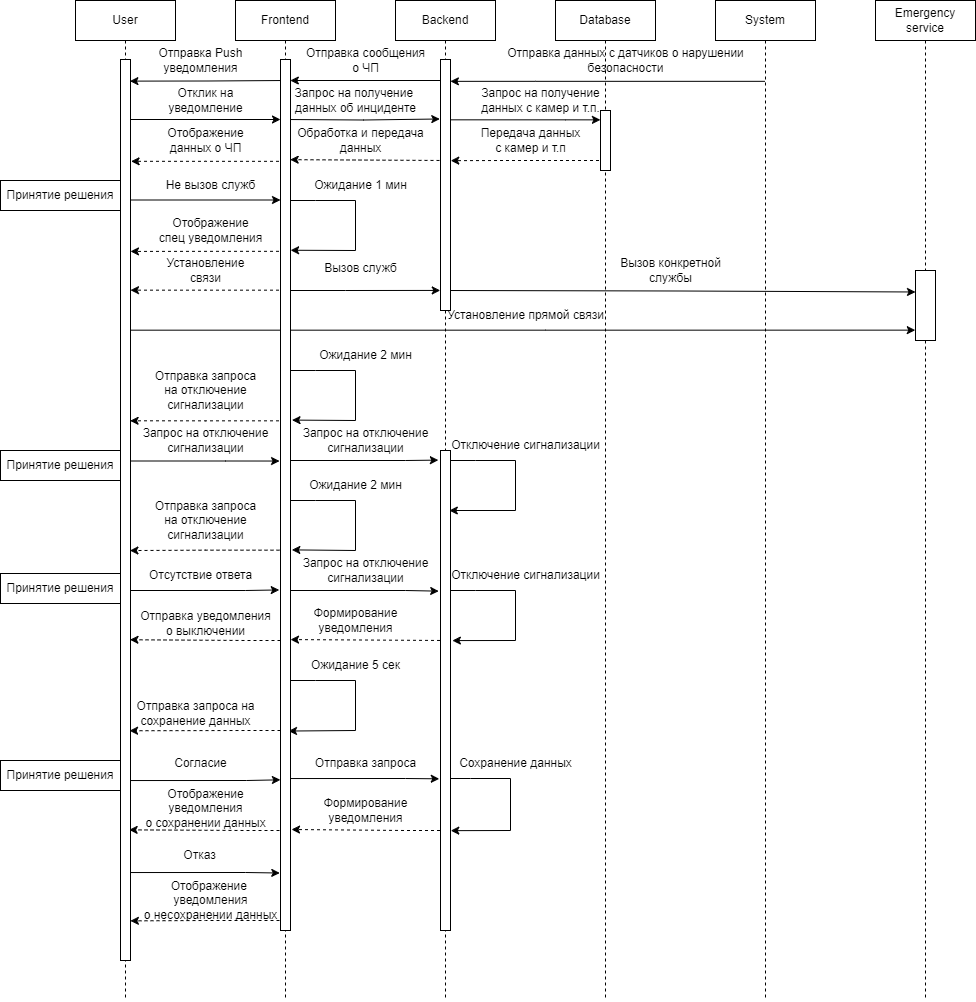 User
Frontend
Backend
Database
System
Emergency
service
Отправка Push
уведомления
Отправка сообщения
о ЧП
Отправка данных с датчиков о нарушении
безопасности
Отклик на
уведомление
Запрос на получение
данных об инциденте
Запрос на получение
данных с камер и т.п.
Отображение
данных о ЧП
Обработка и передача
данных
Передача данных
с камер и т.п
Принятие решения
Не вызов служб
Ожидание 1 мин
Отображение
спец уведомления
Установление
связи
Вызов служб
Вызов конкретной
службы
Установление прямой связи
Ожидание 2 мин
Отправка запроса
на отключение
сигнализации
Запрос на отключение
сигнализации
Запрос на отключение
сигнализации
Отключение сигнализации
Принятие решения
Ожидание 2 мин
Отправка запроса
на отключение
сигнализации
Принятие решения
Отсутствие ответа
Запрос на отключение
сигнализации
Отключение сигнализации
Отправка уведомления
о выключении
Формирование
уведомления
Ожидание 5 сек
Отправка запроса на
сохранение данных
Принятие решения
Согласие
Отправка запроса
Сохранение данных
Отображение
уведомления
о сохранении данных
Формирование
уведомления
Отказ
Отображение
уведомления
о несохранении данных